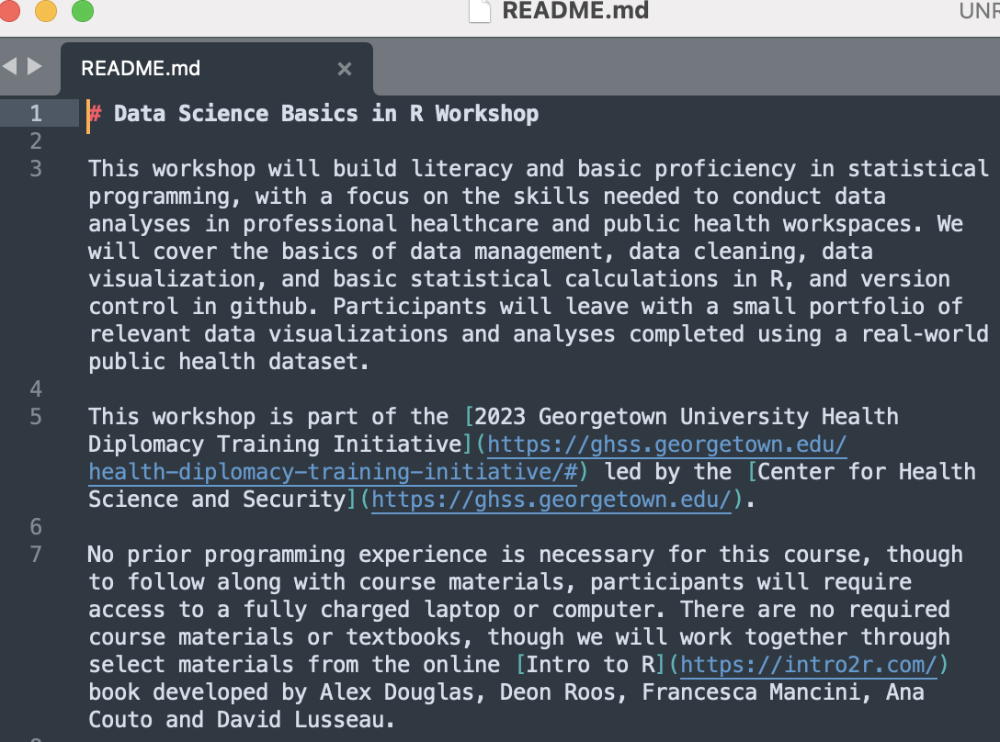 README.md
UNR
README.md
1 # Data Science Basics in R Workshop
2
3 This workshop will build literacy and basic proficiency in statistical
programming, with a focus on the skills needed to conduct data
analyses in professional healthcare and public health workspaces. We
will cover the basics of data management, data cleaning, data
visualization, and basic statistical calculations in R, and version
control in github. Participants will leave with a small portfolio of
relevant data visualizations and analyses completed using a real-world
public health dataset.
4
5 This workshop is part of the [2023 Georgetown University Health
Diplomacy Training Initiative](https://ghss.georgetown.edu/
health-diplomacy-training-initiative/#) led by the [Center for Health
Science and Security](https://ghss.georgetown.edu/).
6
7 No prior programming experience is necessary for this course, though
to follow along with course materials, participants will require
access to a fully charged laptop or computer. There are no required
course materials or textbooks, though we will work together through
select materials from the online [Intro to R](https://intro2r.com/)
book developed by Alex Douglas, Deon Roos, Francesca Mancini, Ana
Couto and David Lusseau.